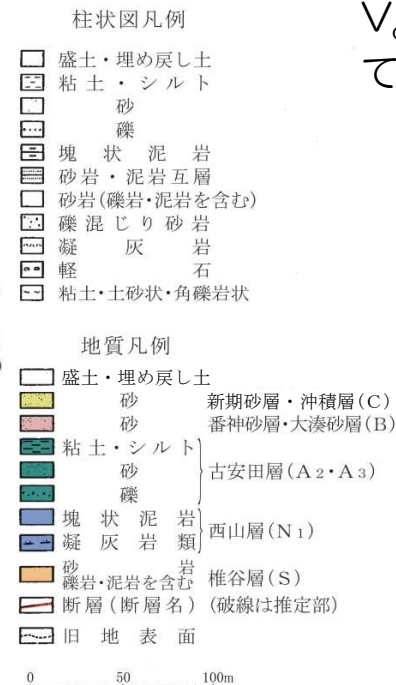 柱状図凡例
盛土・埋め戻し土
粘土・シルト
砂
礫
塊状泥岩
砂岩・泥岩互層
砂岩(礫岩・泥岩を含む)
礫混じり砂岩
凝灰岩
軽石
粘土・土砂状・角礫岩状
て
地質凡例
盛土・埋め戻し土
砂 新期砂層・沖積層(C)
砂 番神砂層・大湊砂層(B)
粘土・シルト
砂 古安田層(A2・A3)
礫
塊状泥岩
西山層(N1)
凝灰岩類
砂岩
礫岩・泥岩を含む 椎谷層(S)
断層(断層名) (破線は推定部)
旧地表面
0 50 100m